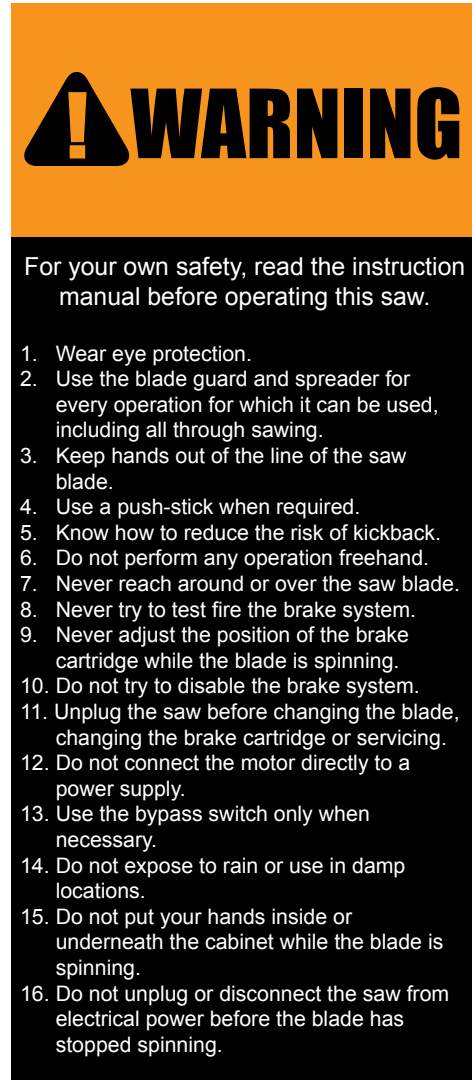 WARNING
For your own safety, read the instruction
manual before operating this saw.
1. Wear eye protection.
2. Use the blade guard and spreader for
every operation for which it can be used,
including all through sawing.
3. Keep hands out of the line of the saw
blade.
4. Use a push-stick when required.
5. Know how to reduce the risk of kickback.
6. Do not perform any operation freehand.
7. Never reach around or over the saw blade.
8. Never try to test fire the brake system.
9. Never adjust the position of the brake
cartridge while the blade is spinning.
10. Do not try to disable the brake system.
11. Unplug the saw before changing the blade,
changing the brake cartridge or servicing.
12. Do not connect the motor directly to a
power supply.
13. Use the bypass switch only when
necessary.
14. Do not expose to rain or use in damp
locations.
15. Do not put your hands inside or
underneath the cabinet while the blade is
spinning.
16. Do not unplug or disconnect the saw from
electrical power before the blade has
stopped spinning.